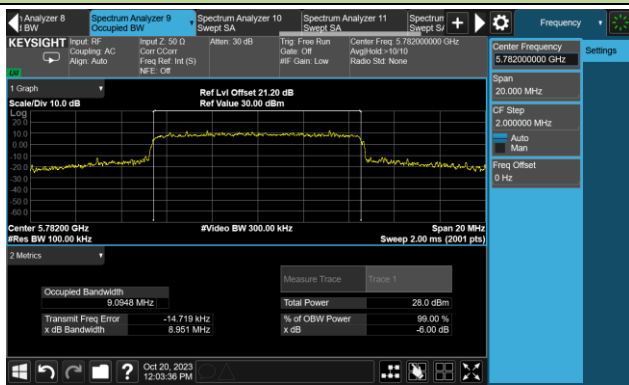 Analyzer 8
BW
Spectrum Analyzer 9
Occupied BW
Spectrum Analyzer 10
Swept SA
Spectrum Analyzer 11
Swept SA
Spectrum
Swept SA
Frequency
KEYSIGHT
Input: RF
Coupling: AC
Align: Auto
Input Z: 50 Ω
Corr CCorr
Freq Ref: Int (S)
NFE: Off
Atten: 30 dB
Trig: Free Run
Gate: Off
#IF Gain: Low
Center Freq: 5.782000000 GHz
Avg|Hold:>10/10
Radio Std: None
Center Frequency
5.782000000 GHz
Settings
Span
20.000 MHz
CF Step
2.000000 MHz
Auto
Man
Freq Offset
0 Hz
1 Graph
Scale/Div 10.0 dB
Ref Lvl Offset 21.20 dB
Ref Value 30.00 dBm
Log
20.0
10.0
0.00
-10.0
-20.0
-30.0
-40.0
-50.0
-60.0
Center 5.78200 GHz
#Res BW 100.00 kHz
#Video BW 300.00 kHz
Span 20 MHz
Sweep 2.00 ms (2001 pts)
2 Metrics
Measure Trace
Trace 1
Occupied Bandwidth
9.0948 MHz
Total Power
28.0 dBm
Transmit Freq Error
-14.719 kHz
% of OBW Power
99.00 %
x dB Bandwidth
8.951 MHz
x dB
-6.00 dB
Oct 20, 2023
12:03:36 PM